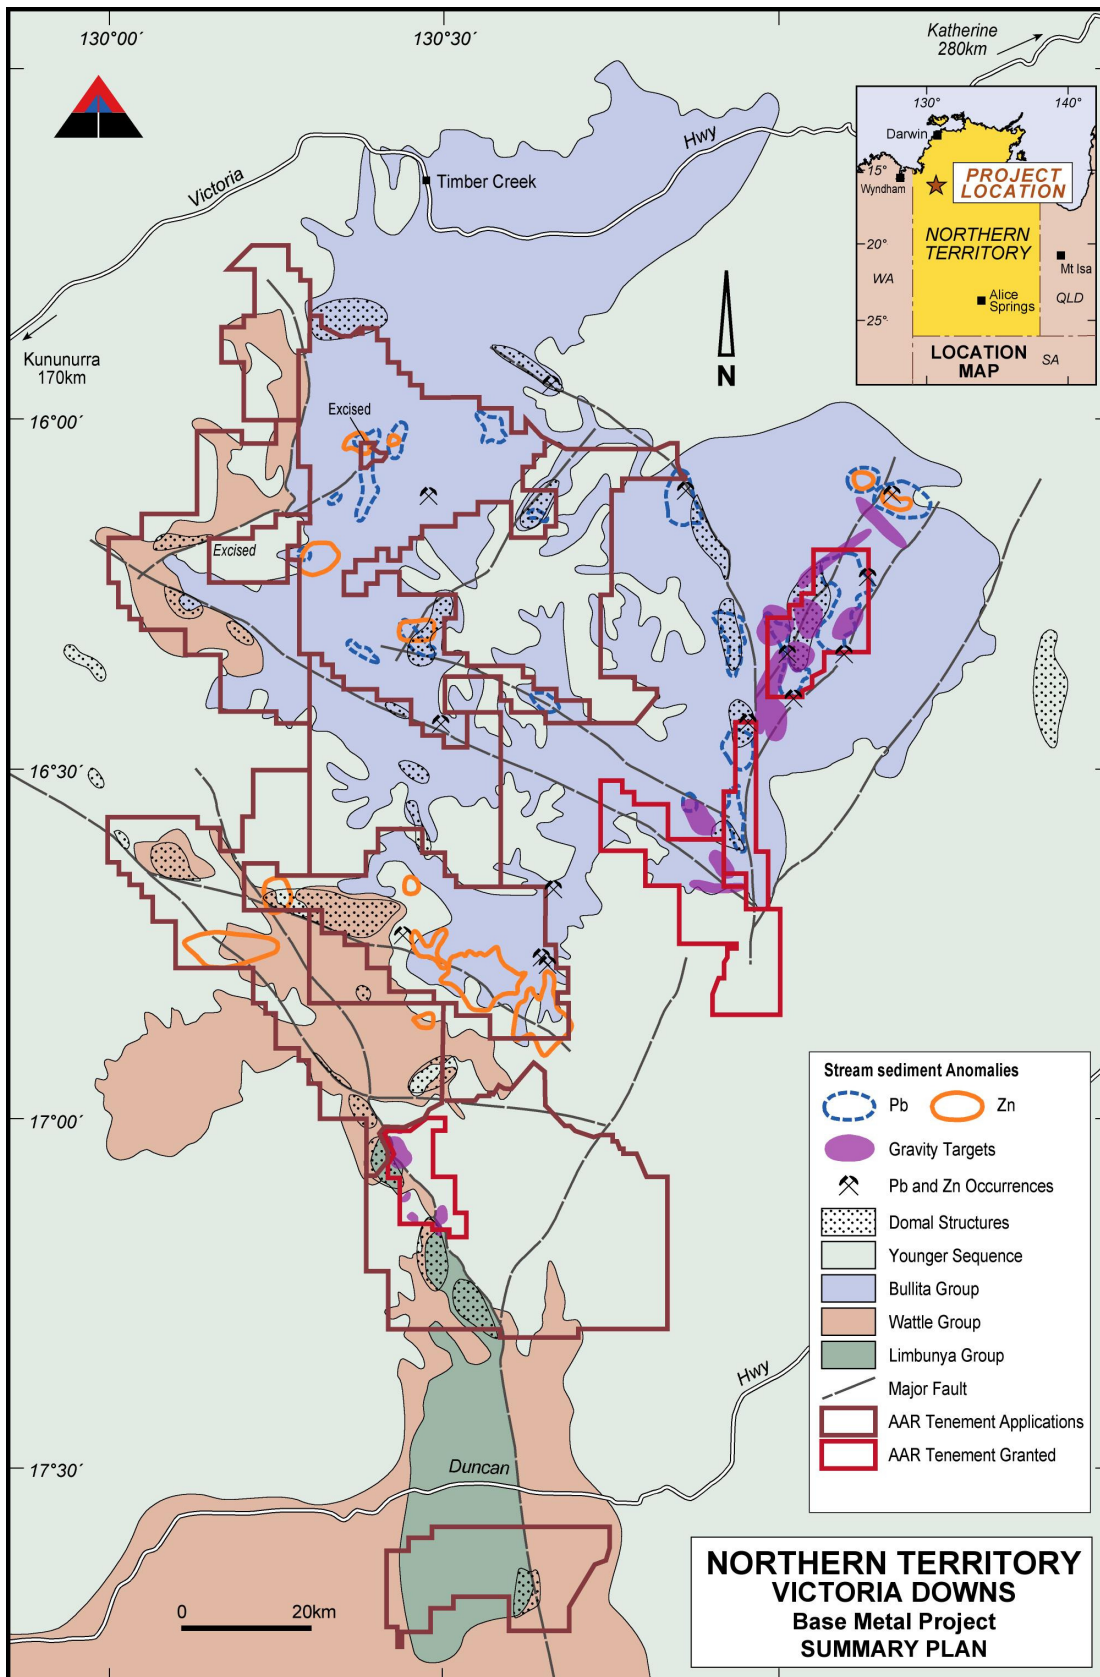 130°00´
130°30´
Katherine
280km
130°
140°
Darwin
15°
Wyndham
PROJECT
LOCATION
NORTHERN
TERRITORY
20°
WA
Mt Isa
Alice
Springs
QLD
25°
LOCATION
MAP
SA
Victoria
Hwy
Timber Creek
N
Kununurra
170km
16°00´
Excised
Excised
16°30´
17°00´
17°30´
Stream sediment Anomalies
Pb
Zn
Gravity Targets
Pb and Zn Occurrences
Domal Structures
Younger Sequence
Bullita Group
Wattle Group
Limbunya Group
Major Fault
AAR Tenement Applications
AAR Tenement Granted
Hwy
Duncan
0
20km
NORTHERN TERRITORY
VICTORIA DOWNS
Base Metal Project
SUMMARY PLAN